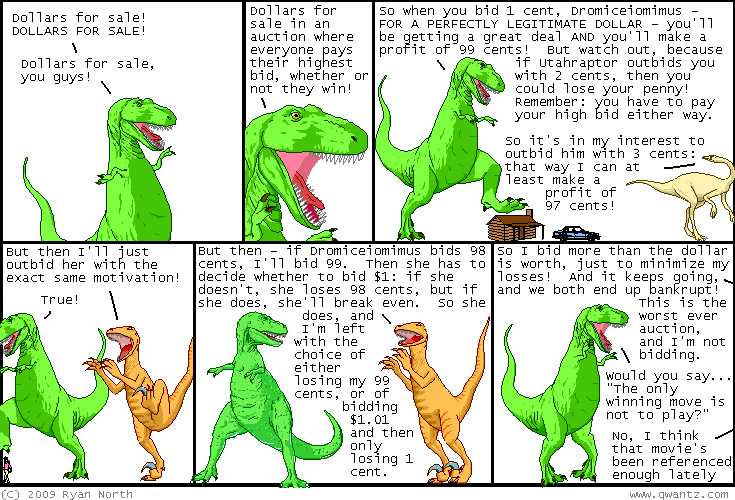 Dollars for sale!
DOLLARS FOR SALE!
Dollars for sale,
you guys!
Dollars for
sale in an
auction where
everyone pays
their highest
bid, whether or
not they win!
So when you bid 1 cent, Dromiceiomimus -
FOR A PERFECTLY LEGITIMATE DOLLAR - you'll
be getting a great deal AND you'll make a
profit of 99 cents! But watch out, because
if Utahraptor outbids you
with 2 cents, then you
could lose your penny!
Remember: you have to pay
your high bid either way.
So it's in my interest to
outbid him with 3 cents:
that way I can at
least make a
profit of
97 cents!
But then I'll just
outbid her with the
exact same motivation!
True!
But then - if Dromiceiomimus bids 98
cents, I'll bid 99. Then she has to
decide whether to bid $1: if she
doesn't, she loses 98 cents, but if
she does, she'll break even. So she
does, and
I'm left
with the
choice of
either
losing my 99
cents, or of
bidding
$1.01
and then
only
losing 1
cent.
So I bid more than the dollar
is worth, just to minimize my
losses! And it keeps going,
and we both end up bankrupt!
This is the
worst ever
auction,
and I'm not
bidding.
Would you say...
"The only
winning move is
not to play?"
No, I think
that movie's
been referenced
enough lately
(C) 2009 Ryan North
www.qwantz.com